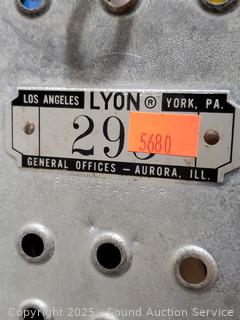 LOS ANGELES LYON® YORK, PA.
29
5680
GENERAL OFFICES – AURORA, ILL.
Copyright © 2025 - Sound Auction Service